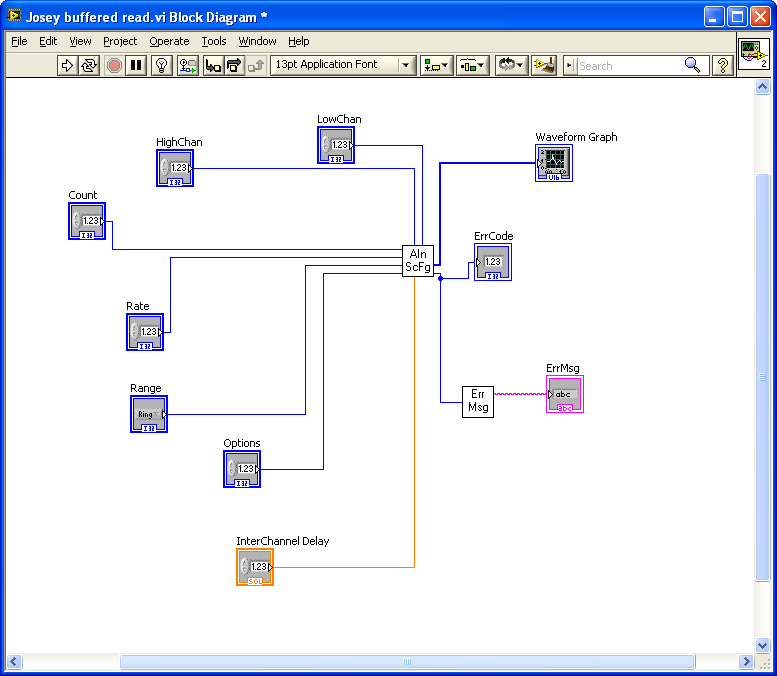 Josey buffered read.vi Block Diagram *
File Edit View Project Operate Tools Window Help
13pt Application Font
Search
?
2
LowChan
1.23
I32
HighChan
1.23
I32
Waveform Graph
U16
Count
1.23
I32
AIn
ScFg
ErrCode
1.23
I32
Rate
1.23
I32
Range
Ring
I32
Err
Msg
ErrMsg
abc
abc
Options
1.23
I32
InterChannel Delay
1.23
SGL